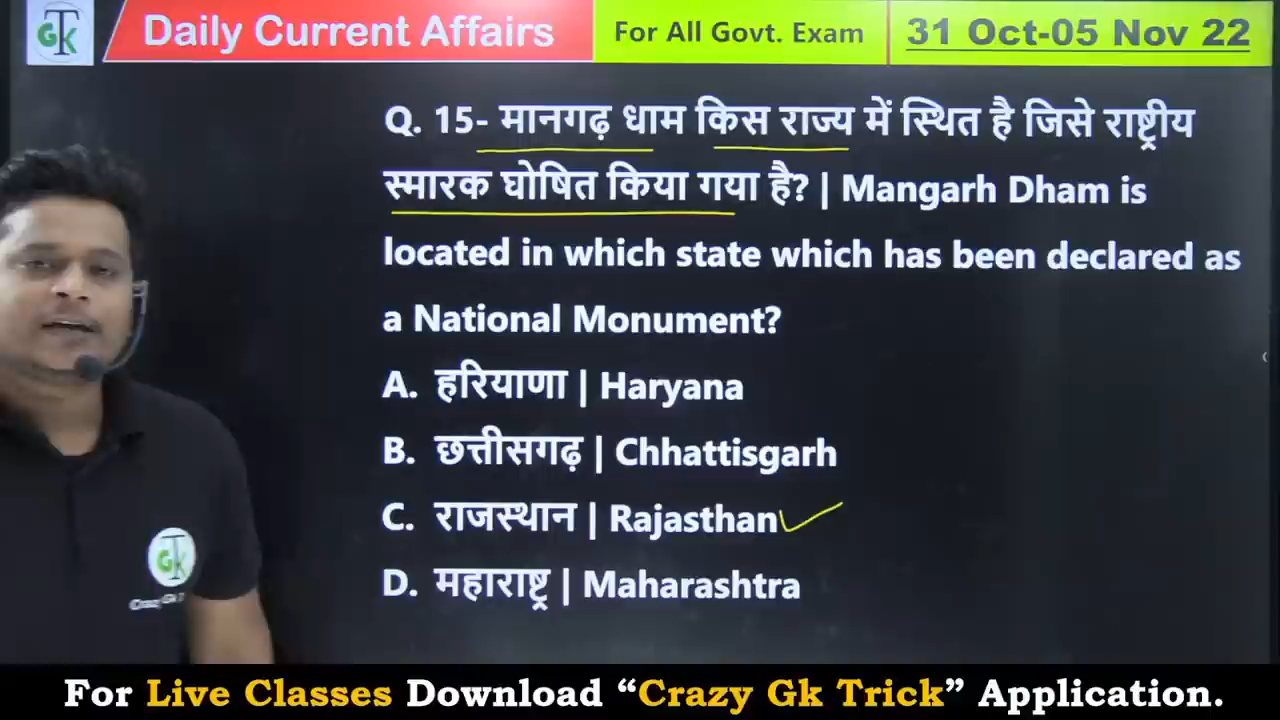 GTK
Daily Current Affairs
For All Govt. Exam
31 Oct-05 Nov 22
Q. 15- मानगढ़ धाम किस राज्य में स्थित है जिसे राष्ट्रीय
स्मारक घोषित किया गया है? | Mangarh Dham is
located in which state which has been declared as
a National Monument?
A. हरियाणा | Haryana
B. छत्तीसगढ़ | Chhattisgarh
C. राजस्थान | Rajasthan
D. महाराष्ट्र | Maharashtra
GTK
For Live Classes Download “Crazy Gk Trick” Application.